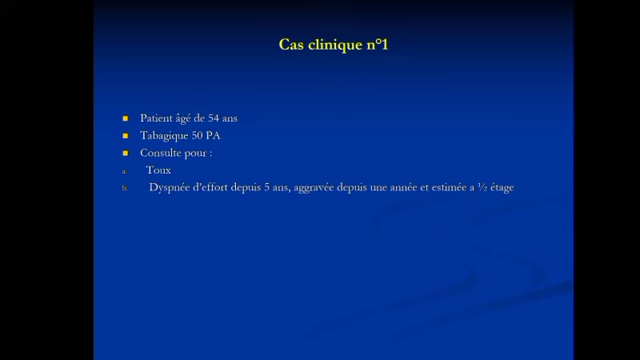 Cas clinique n°1
Patient âgé de 54 ans
Tabagique 50 PA
Consulte pour :
a. Toux
b. Dyspnée d’effort depuis 5 ans, aggravée depuis une année et estimée a ½ étage